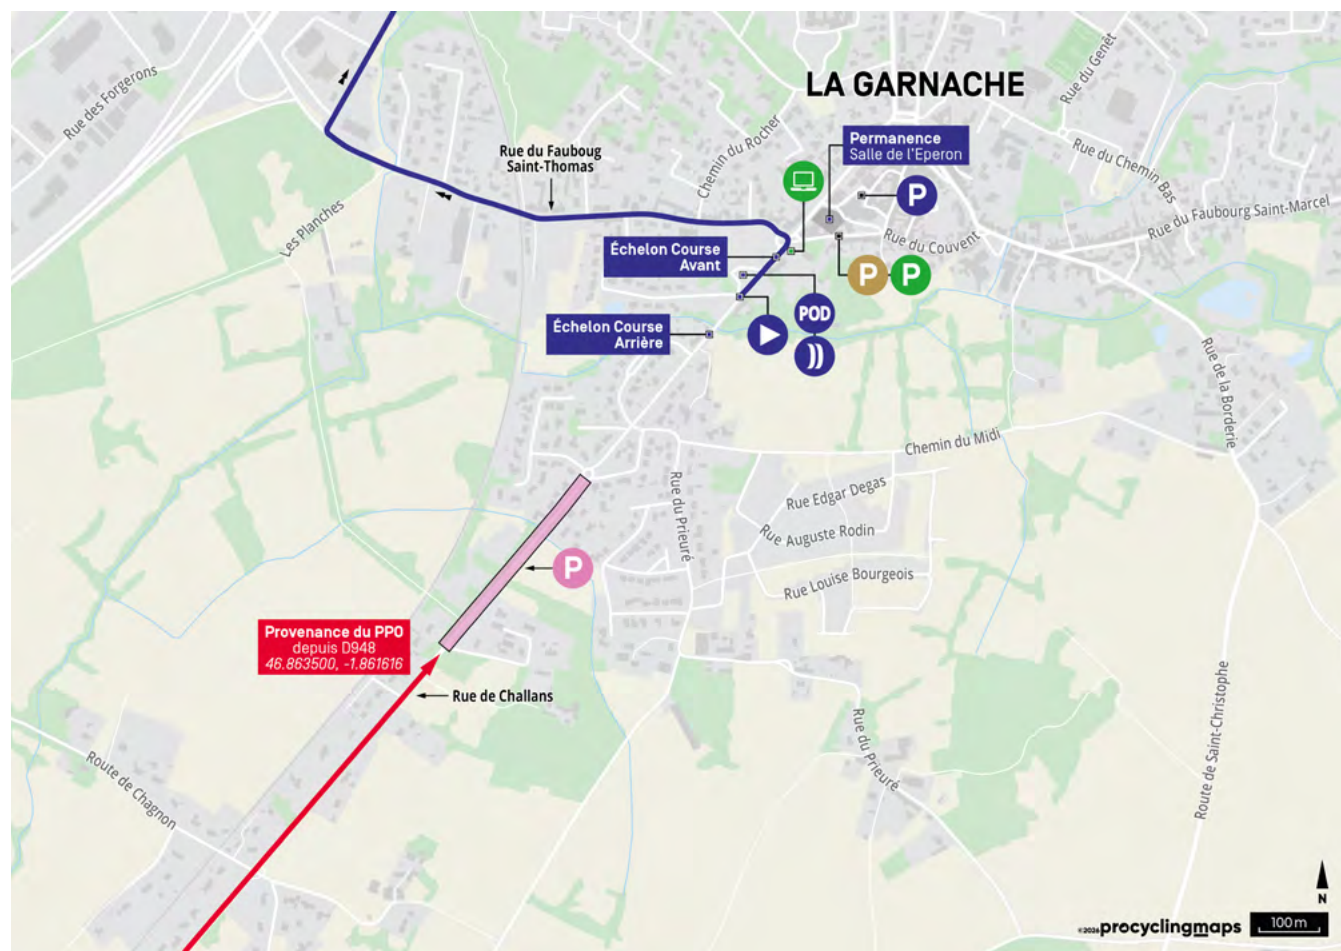 LA GARNACHE
Rue des Forgerons
Rue du Genêt
Rue du Fauboug
Saint-Thomas
Chemin du Rocher
Permanence
Salle de l'Eperon
Rue du Chemin Bas
P
Rue du Faubourg Saint-Marcel
Les Planches
Rue du Couvent
Échelon Course
Avant
P
P
POD
Échelon Course
Arrière
Rue de la Borderie
Chemin du Midi
Rue du Prieuré
Rue Edgar Degas
Rue Auguste Rodin
P
Rue Louise Bourgeois
Provenance du PPO
depuis D948
46.863500, -1.861616
Rue de Challans
Rue du Prieuré
Route de Saint-Christophe
Route de Chagnon
N
©2026 procyclingmaps
100 m